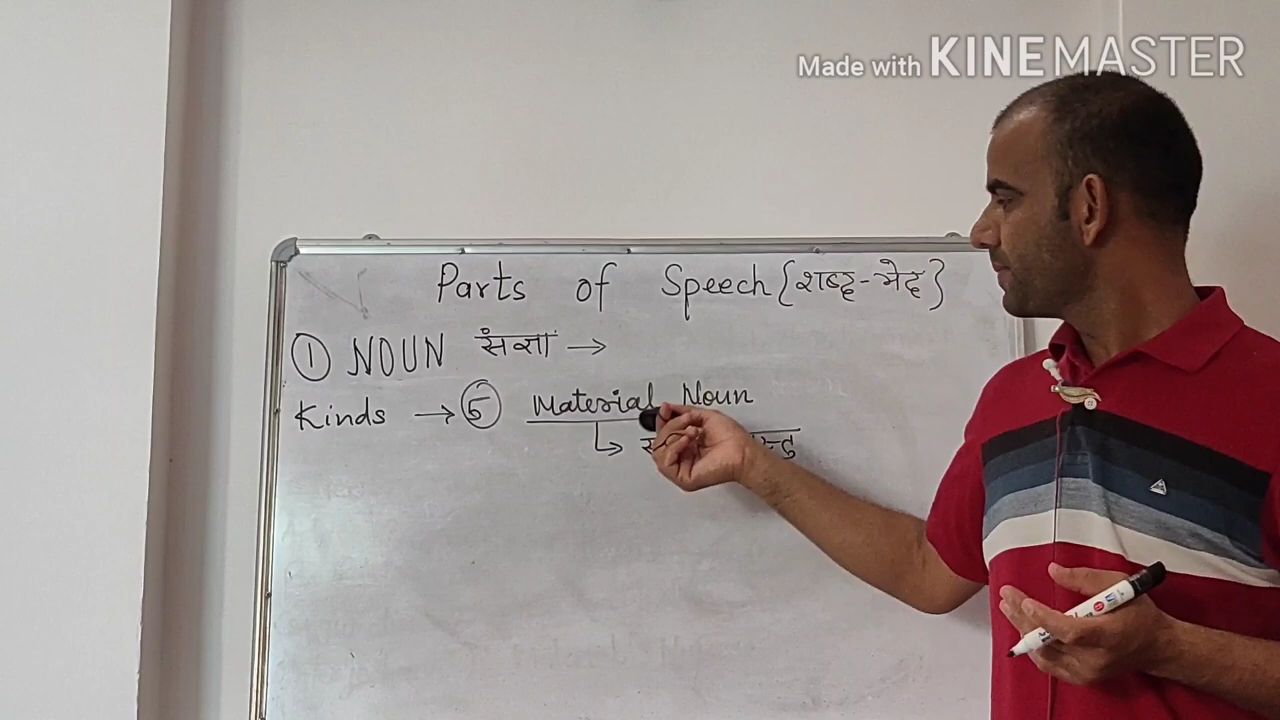 Made with KINEMASTER
Parts of Speech {शब्द-भेद}
① NOUN संज्ञा →
Kinds → ⑤ Material Noun
↳